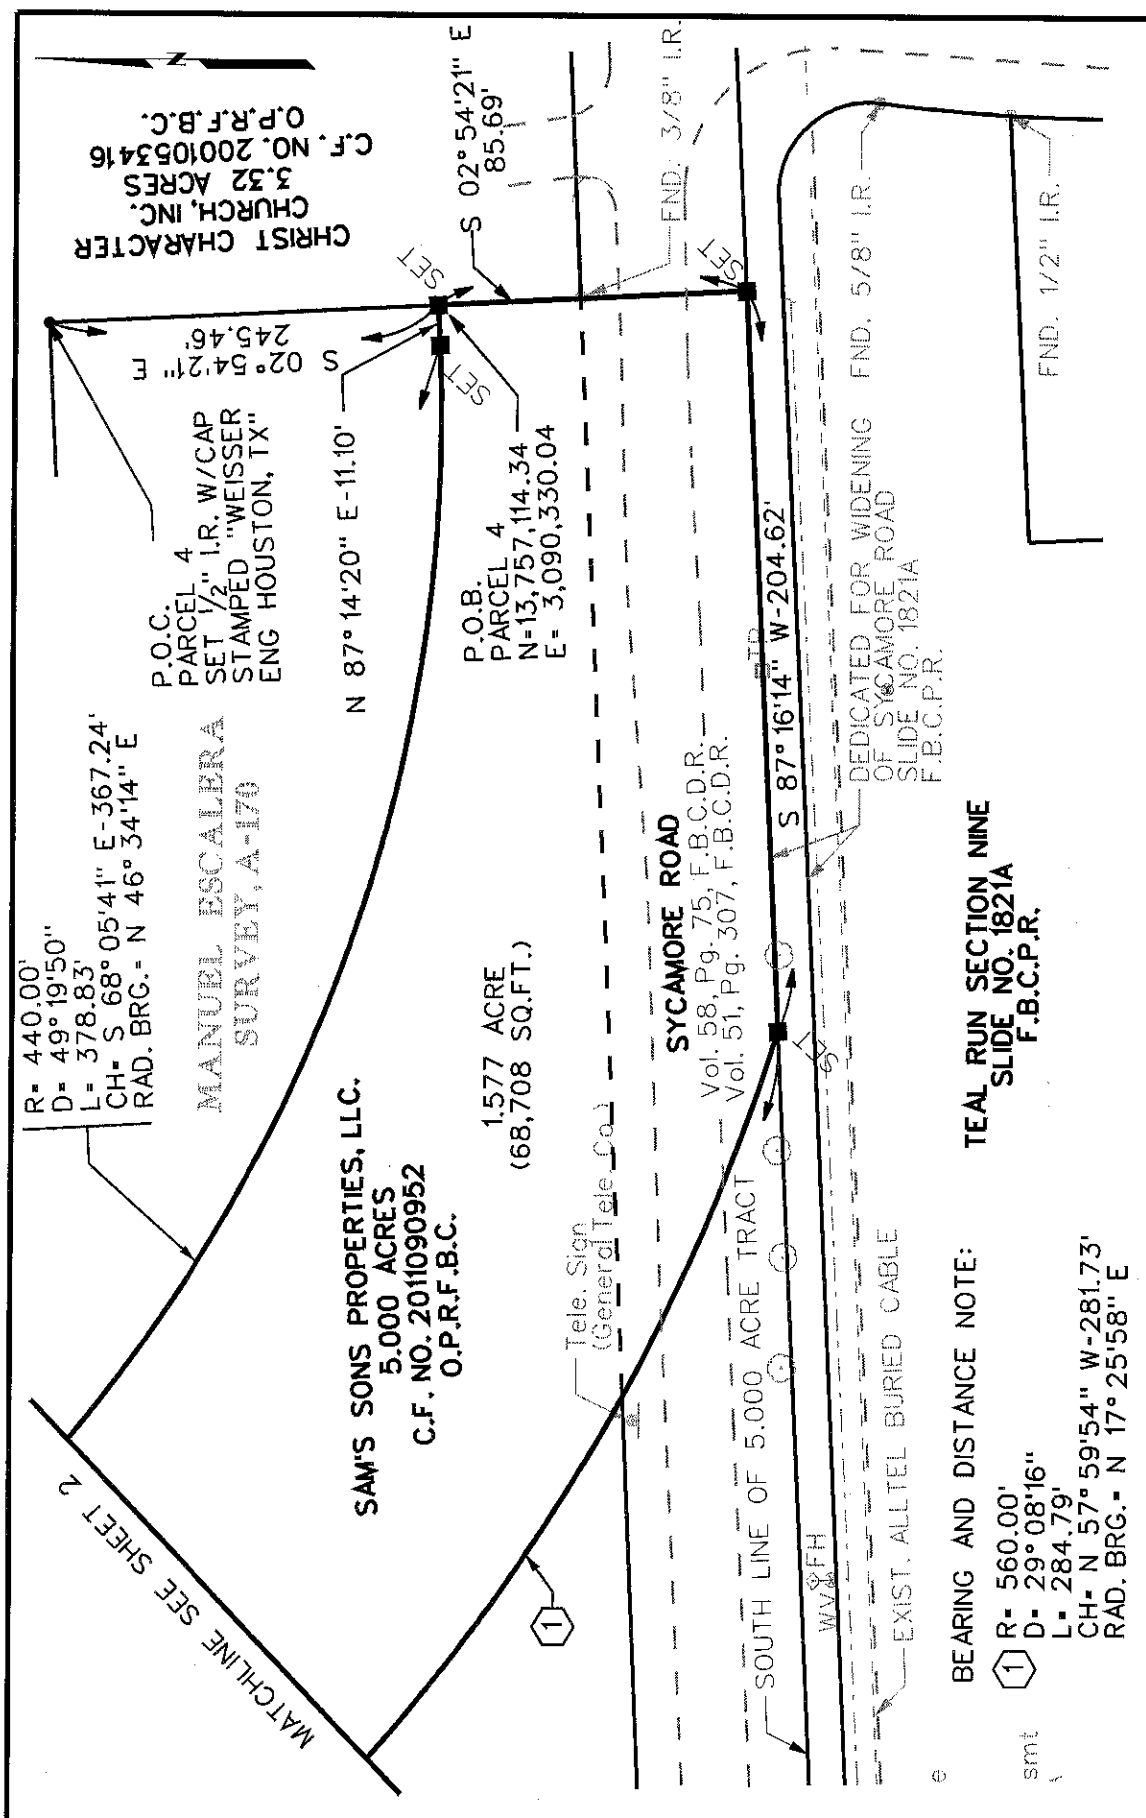 N
CHRIST CHARACTER
CHURCH, INC.
3.32 ACRES
C.F. NO. 2001053416
O.P.R.F.B.C.
S 02°54'21" E
85.69'
FND. 3/8" I.R.
S 02°54'21" E
245.46'
SET
SET
SET
P.O.C.
PARCEL 4
SET 1/2" I.R. W/CAP
STAMPED "WEISSER
ENG HOUSTON, TX"
N 87°14'20" E-11.10'
P.O.B.
PARCEL 4
N=13,757,114.34
E= 3,090,330.04
R= 440.00'
D= 49°19'50"
L= 378.83'
CH= S 68°05'41" E-367.24'
RAD. BRG.= N 46°34'14" E
MANUEL ESCALERA
SURVEY, A-170
SAM'S SONS PROPERTIES, LLC.
5.000 ACRES
C.F. NO. 2011090952
O.P.R.F.B.C.
1.577 ACRE
(68,708 SQ.FT.)
MATCHLINE SEE SHEET 2
1
Tele. Sign
(General Tele Co.)
SYCAMORE ROAD
Vol. 58, Pg. 75, F.B.C.D.R.
Vol. 51, Pg. 307, F.B.C.D.R.
TP
S 87°16'14" W-204.62'
SET
SOUTH LINE OF 5.000 ACRE TRACT
WV FH
EXIST. ALLTEL BURIED CABLE
DEDICATED FOR WIDENING
OF SYCAMORE ROAD
SLIDE NO. 1821A
F.B.C.P.R.
FND. 5/8" I.R.
FND. 1/2" I.R.
TEAL RUN SECTION NINE
SLIDE NO. 1821A
F.B.C.P.R.
BEARING AND DISTANCE NOTE:
1 R= 560.00'
D= 29°08'16"
L= 284.79'
CH= N 57°59'54" W-281.73'
RAD. BRG.= N 17°25'58" E
e
smt